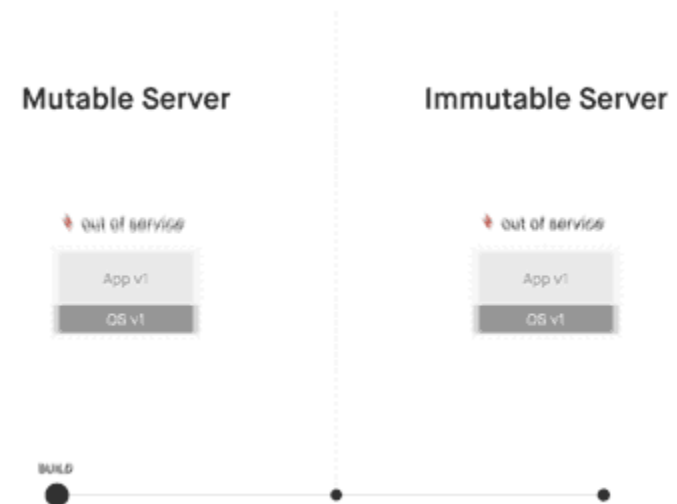 Mutable Server
Immutable Server
out of service
out of service
App v1
App v1
OS v1
OS v1
BUILD